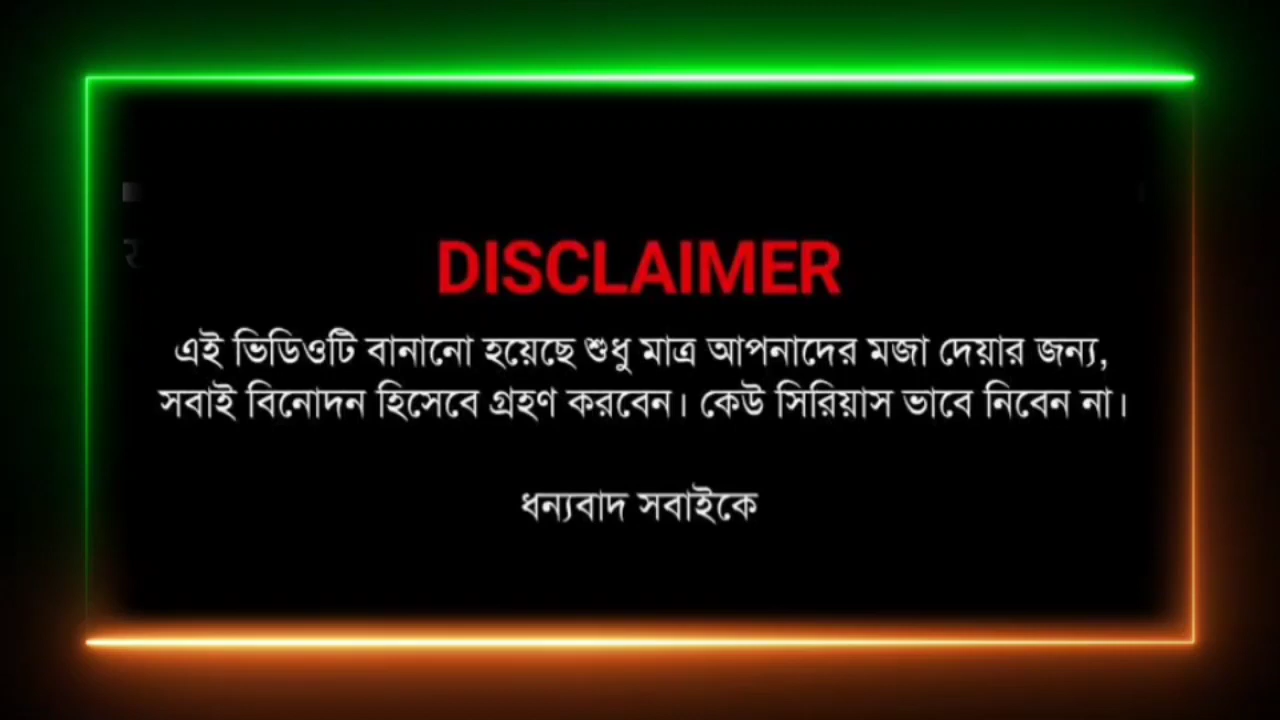 DISCLAIMER
এই ভিডিওটি বানানো হয়েছে শুধু মাত্র আপনাদের মজা দেয়ার জন্য,
সবাই বিনোদন হিসেবে গ্রহণ করবেন। কেউ সিরিয়াস ভাবে নিবেন না।
ধন্যবাদ সবাইকে